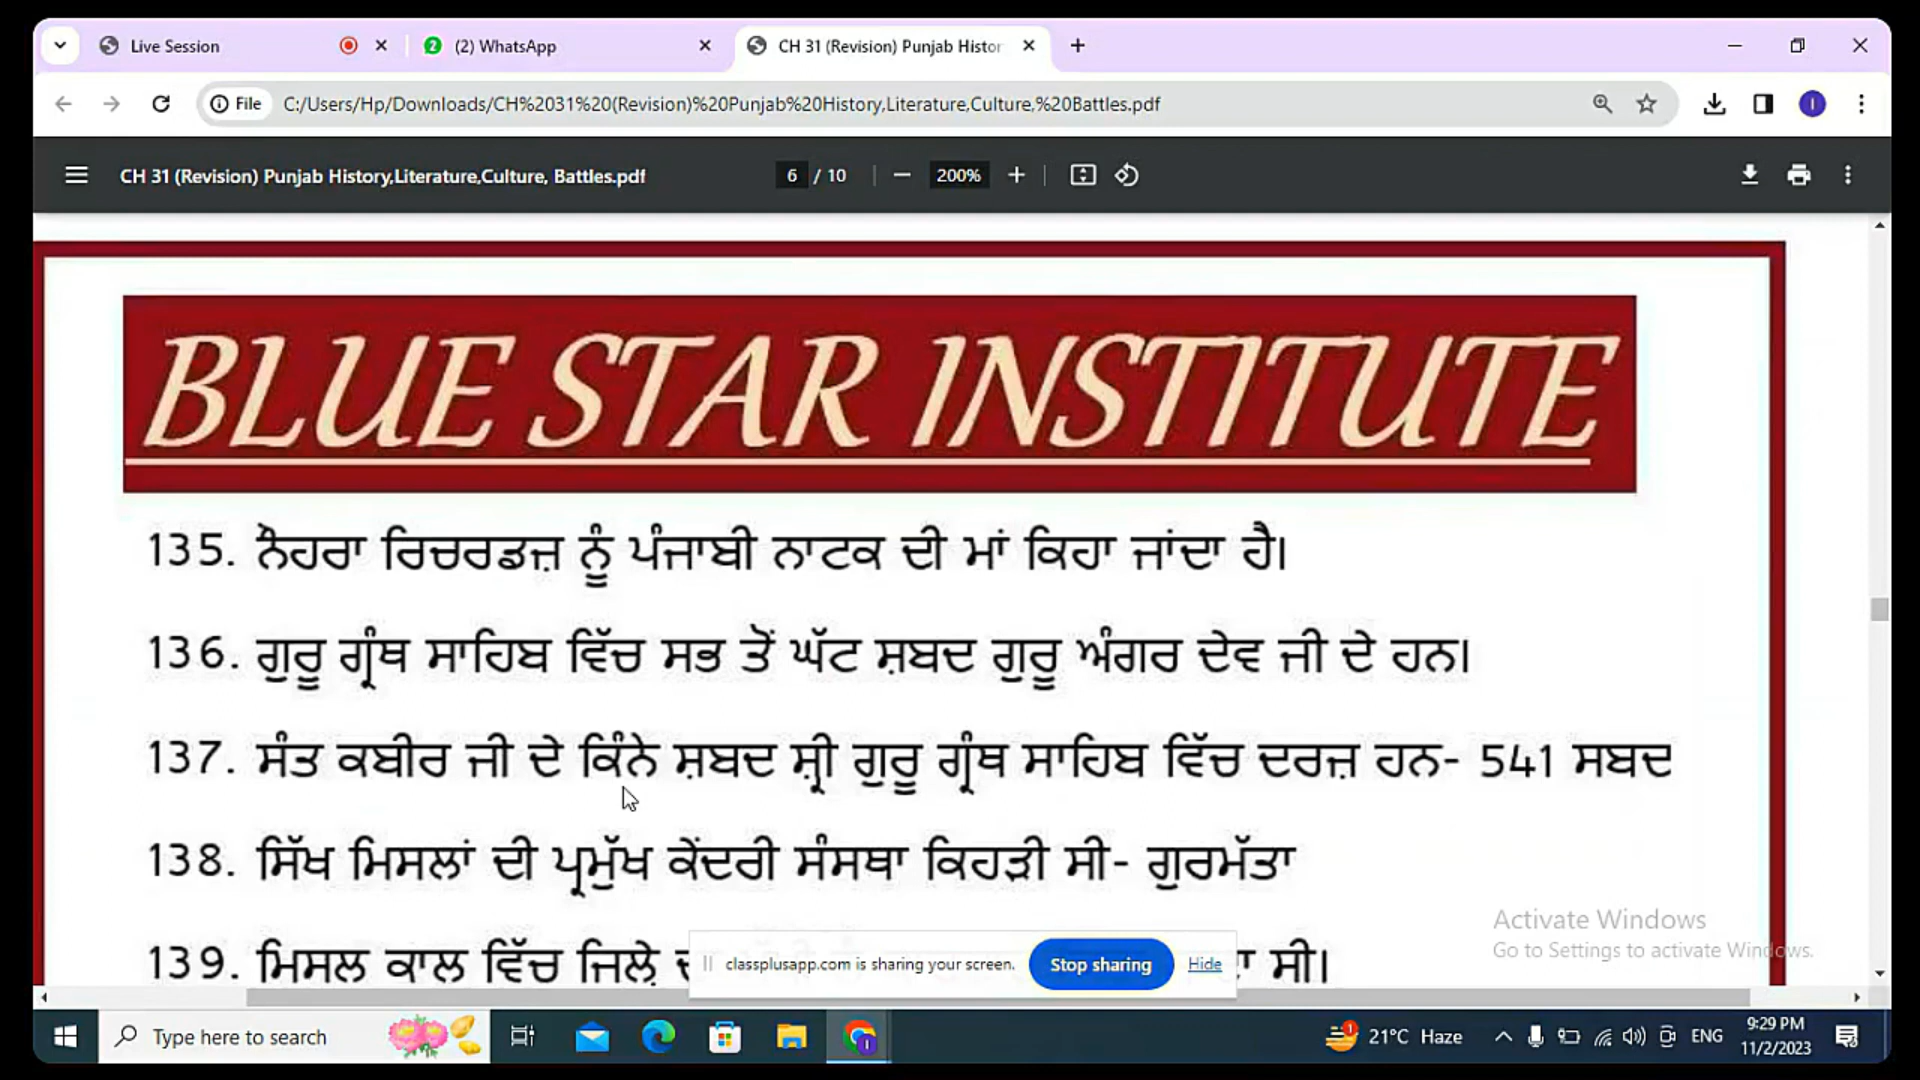 Live Session
(2) WhatsApp
CH 31 (Revision) Punjab Histor
File C:/Users/Hp/Downloads/CH%2031%20(Revision)%20Punjab%20History,Literature,Culture,%20Battles.pdf
CH 31 (Revision) Punjab History,Literature,Culture, Battles.pdf 6 / 10 200%
BLUE STAR INSTITUTE
135. ਨੈਹਰਾ ਰਿਚਰਡਜ਼ ਨੂੰ ਪੰਜਾਬੀ ਨਾਟਕ ਦੀ ਮਾਂ ਕਿਹਾ ਜਾਂਦਾ ਹੈ।
136. ਗੁਰੂ ਗ੍ਰੰਥ ਸਾਹਿਬ ਵਿੱਚ ਸਭ ਤੋਂ ਘੱਟ ਸ਼ਬਦ ਗੁਰੂ ਅੰਗਰ ਦੇਵ ਜੀ ਦੇ ਹਨ।
137. ਸੰਤ ਕਬੀਰ ਜੀ ਦੇ ਕਿੰਨੇ ਸ਼ਬਦ ਸ਼੍ਰੀ ਗੁਰੂ ਗ੍ਰੰਥ ਸਾਹਿਬ ਵਿੱਚ ਦਰਜ਼ ਹਨ- 541 ਸਬਦ
138. ਸਿੱਖ ਮਿਸਲਾਂ ਦੀ ਪ੍ਰਮੁੱਖ ਕੇਂਦਰੀ ਸੰਸਥਾ ਕਿਹੜੀ ਸੀ- ਗੁਰਮੱਤਾ
139. ਮਿਸਲ ਕਾਲ ਵਿੱਚ ਜਿਲ੍ਹੇ ਸੀ।
classplusapp.com is sharing your screen. Stop sharing Hide
Activate Windows
Go to Settings to activate Windows.
Type here to search
21°C Haze
ENG
9:29 PM
11/2/2023